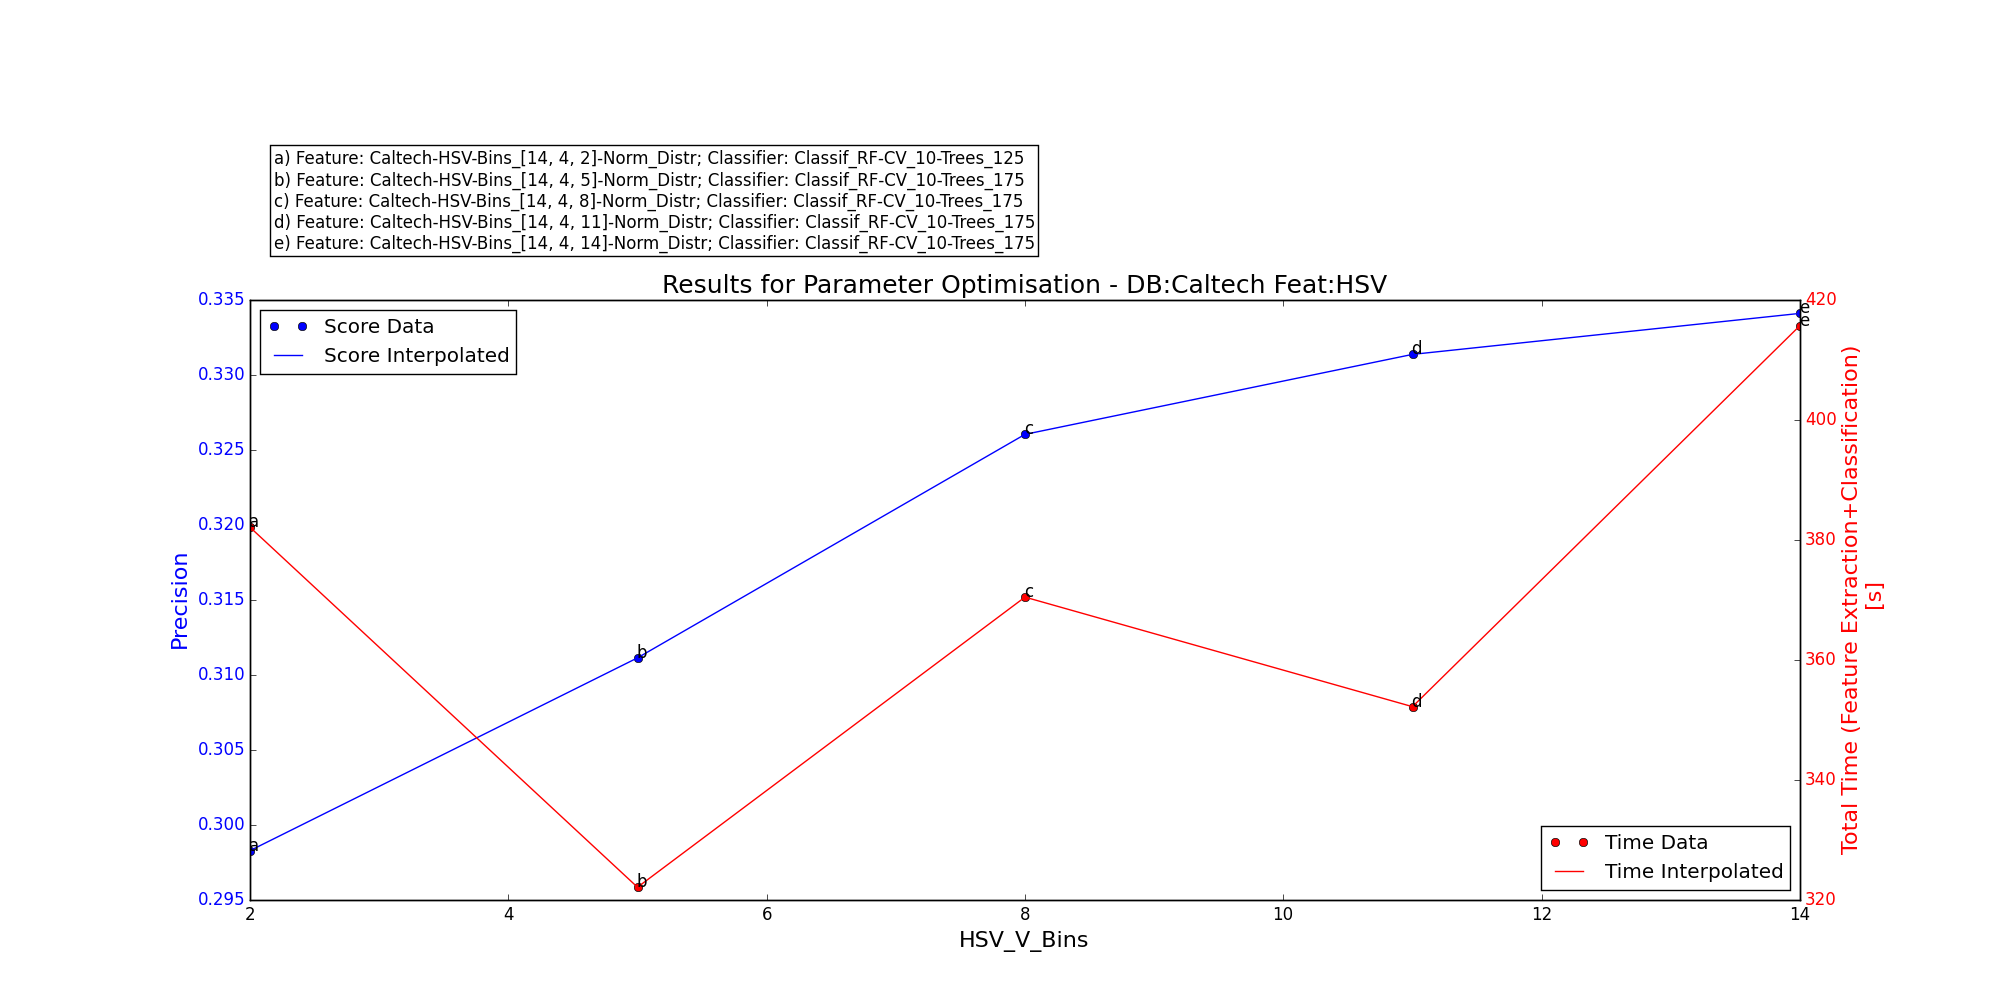 a) Feature: Caltech-HSV-Bins_[14, 4, 2]-Norm_Distr; Classifier: Classif_RF-CV_10-Trees_125
b) Feature: Caltech-HSV-Bins_[14, 4, 5]-Norm_Distr; Classifier: Classif_RF-CV_10-Trees_175
c) Feature: Caltech-HSV-Bins_[14, 4, 8]-Norm_Distr; Classifier: Classif_RF-CV_10-Trees_175
d) Feature: Caltech-HSV-Bins_[14, 4, 11]-Norm_Distr; Classifier: Classif_RF-CV_10-Trees_175
e) Feature: Caltech-HSV-Bins_[14, 4, 14]-Norm_Distr; Classifier: Classif_RF-CV_10-Trees_175
Results for Parameter Optimisation - DB:Caltech Feat:HSV
Score Data
Score Interpolated
Precision
0.335
0.330
0.325
0.320
0.315
0.310
0.305
0.300
0.295
a
b
c
d
e
a
b
c
d
e
420
400
380
360
340
320
Total Time (Feature Extraction+Classification)
[s]
Time Data
Time Interpolated
2
4
6
8
10
12
14
HSV_V_Bins